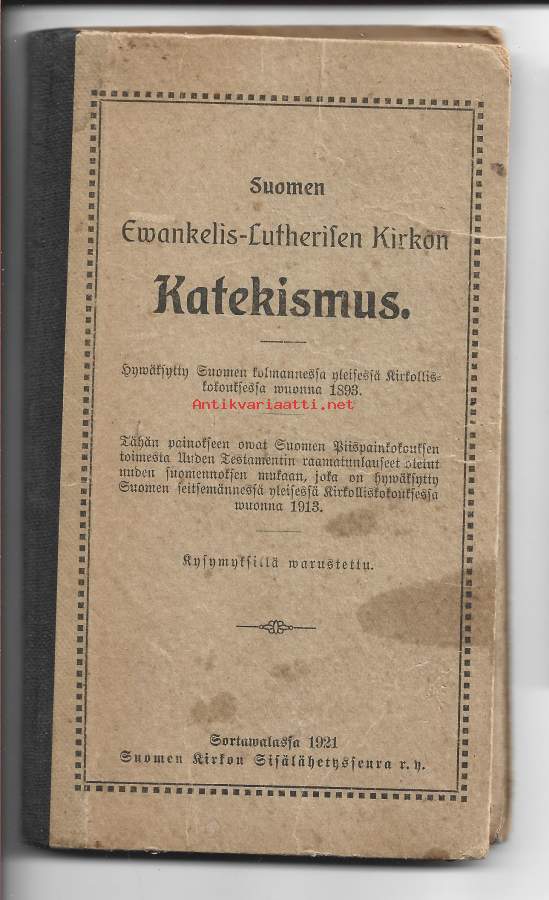 Suomen
Ewankelis-Lutherisen Kirkon
Katekismus.
Hywäksytty Suomen kolmannessa yleisessä Kirkollis-
kokouksessa wuonna 1893.
Antikvariaatti.net
Tähän painokseen owat Suomen Piispainkokouksen
toimesta Uuden Testamentin raamatunlauseet otetut
uuden suomennoksen mukaan, joka on hywäksytty
Suomen seitsemännessä yleisessä Kirkolliskokouksessa
wuonna 1913.
Kysymyksillä warustettu.
Sortawalassa 1921
Suomen Kirkon Sisälähetysseura r. y.